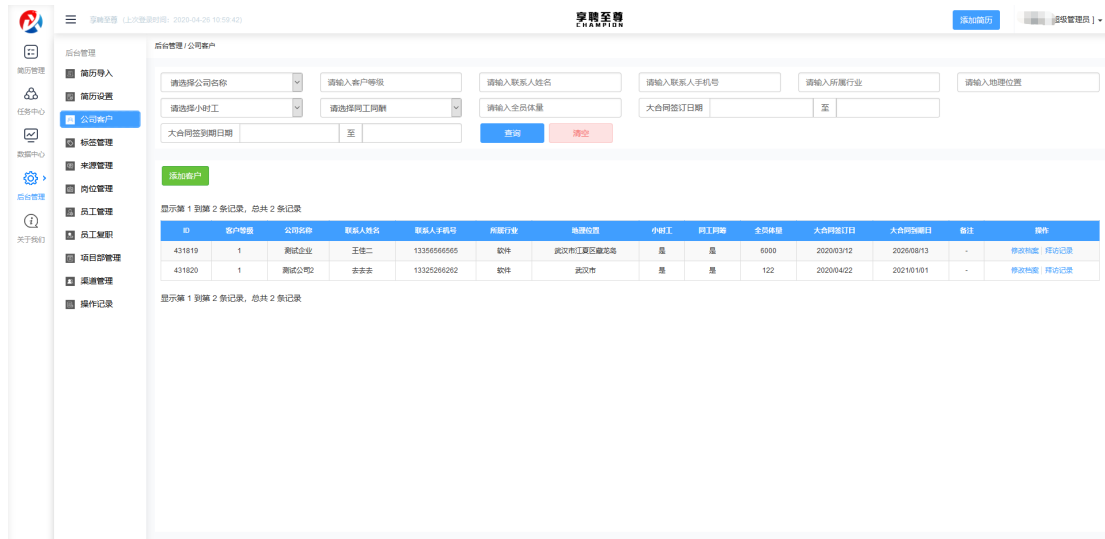 享聘至尊 (上次登录时间: 2020-04-26 10:59:42)
享聘至尊
CHAMPION
添加简历
超级管理员 ]
简历管理
任务中心
数据中心
后台管理
关于我们
后台管理
简历导入
简历设置
公司客户
标签管理
来源管理
岗位管理
员工管理
员工复职
项目部管理
渠道管理
操作记录
后台管理 / 公司客户
请选择公司名称 请输入客户等级 请输入联系人姓名 请输入联系人手机号 请输入所属行业 请输入地理位置
请选择小时工 请选择同工同酬 请输入全员体量 大合同签订日期 至
大合同签到期日期 至 查询 清空
添加客户
显示第 1 到第 2 条记录，总共 2 条记录
ID 客户等级 公司名称 联系人姓名 联系人手机号 所属行业 地理位置 小时工 同工同筹 全员体量 大合同签订日 大合同到期日 备注 操作
431819 1 测试企业 王佳二 13356566565 软件 武汉市江夏区藏龙岛 是 是 6000 2020/03/12 2026/08/13 - 修改档案 拜访记录
431820 1 测试公司2 去去去 13325266262 软件 武汉市 是 是 122 2020/04/22 2021/01/01 - 修改档案 拜访记录
显示第 1 到第 2 条记录，总共 2 条记录